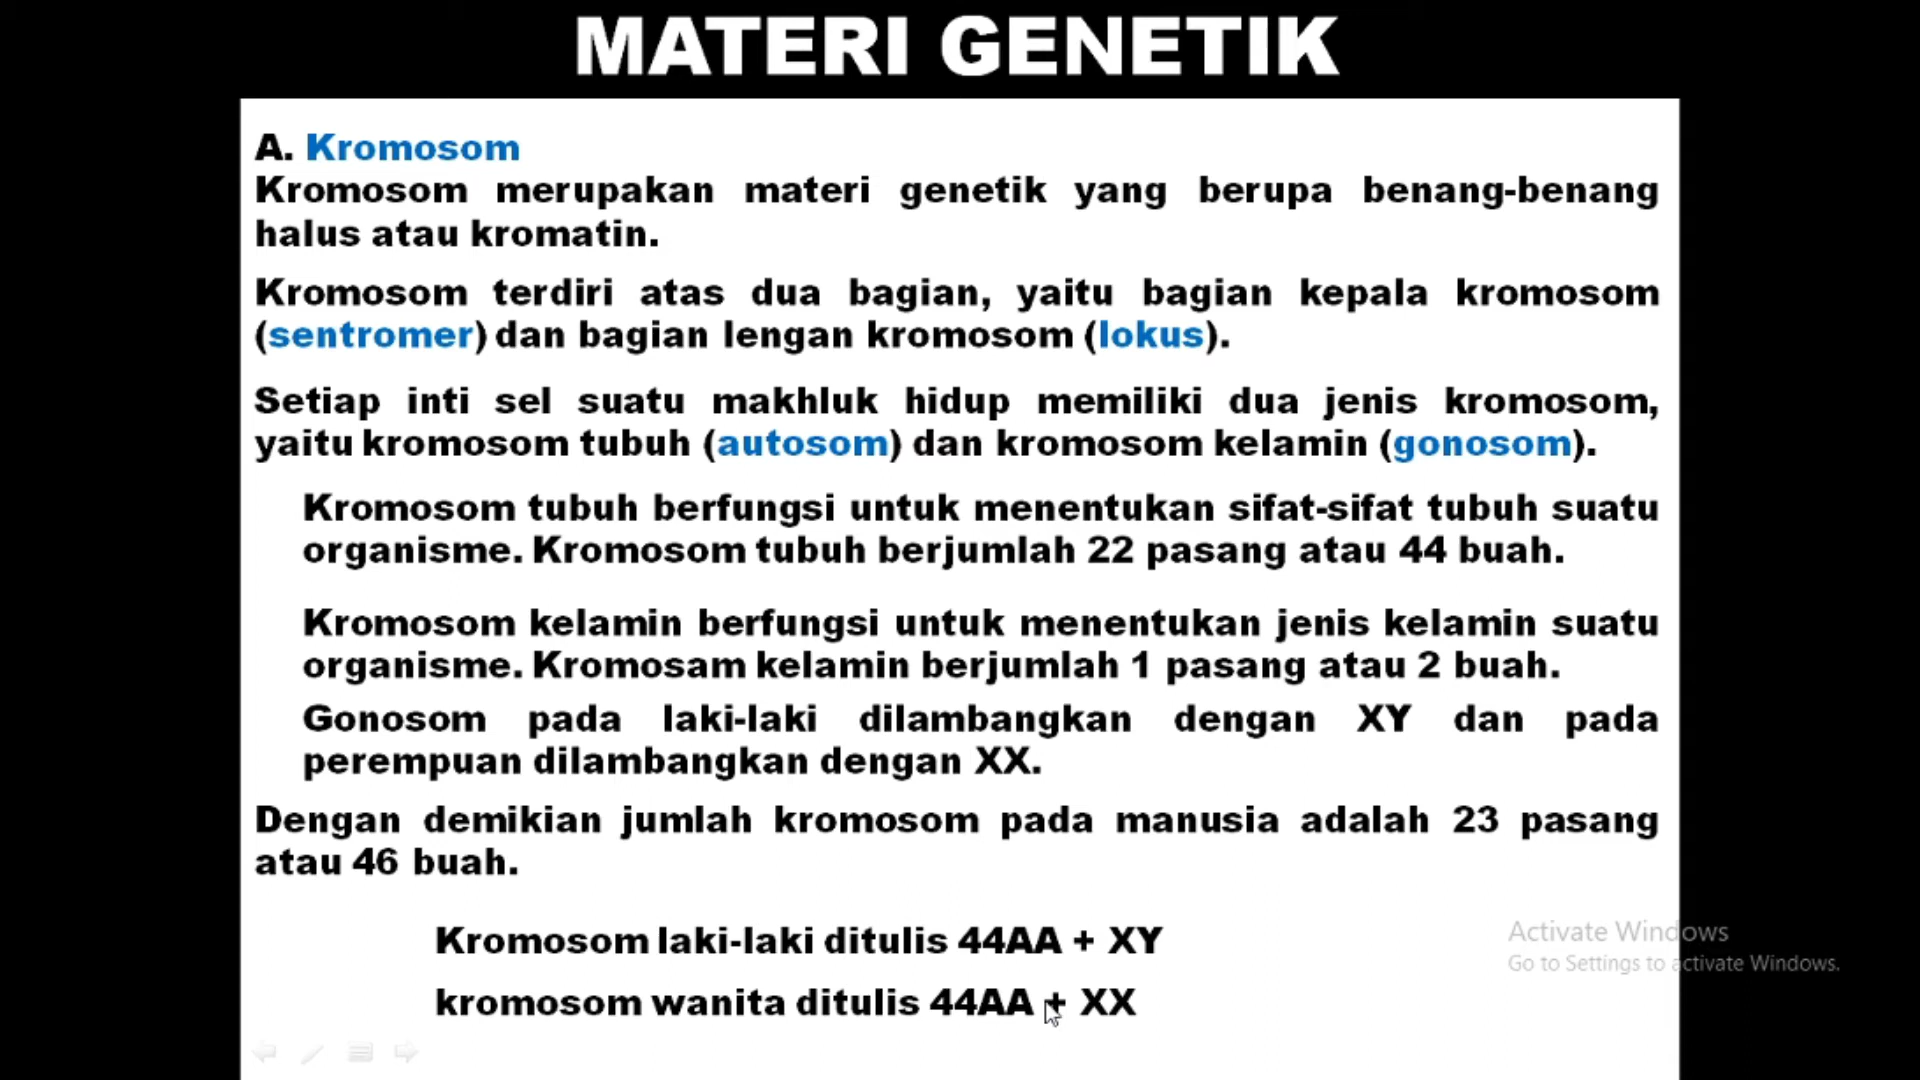 MATERI GENETIK
A. Kromosom
Kromosom merupakan materi genetik yang berupa benang-benang
halus atau kromatin.
Kromosom terdiri atas dua bagian, yaitu bagian kepala kromosom
(sentromer) dan bagian lengan kromosom (lokus).
Setiap inti sel suatu makhluk hidup memiliki dua jenis kromosom,
yaitu kromosom tubuh (autosom) dan kromosom kelamin (gonosom).
Kromosom tubuh berfungsi untuk menentukan sifat-sifat tubuh suatu
organisme. Kromosom tubuh berjumlah 22 pasang atau 44 buah.
Kromosom kelamin berfungsi untuk menentukan jenis kelamin suatu
organisme. Kromosam kelamin berjumlah 1 pasang atau 2 buah.
Gonosom pada laki-laki dilambangkan dengan XY dan pada
perempuan dilambangkan dengan XX.
Dengan demikian jumlah kromosom pada manusia adalah 23 pasang
atau 46 buah.
Kromosom laki-laki ditulis 44AA + XY
kromosom wanita ditulis 44AA + XX
Activate Windows
Go to Settings to activate Windows.